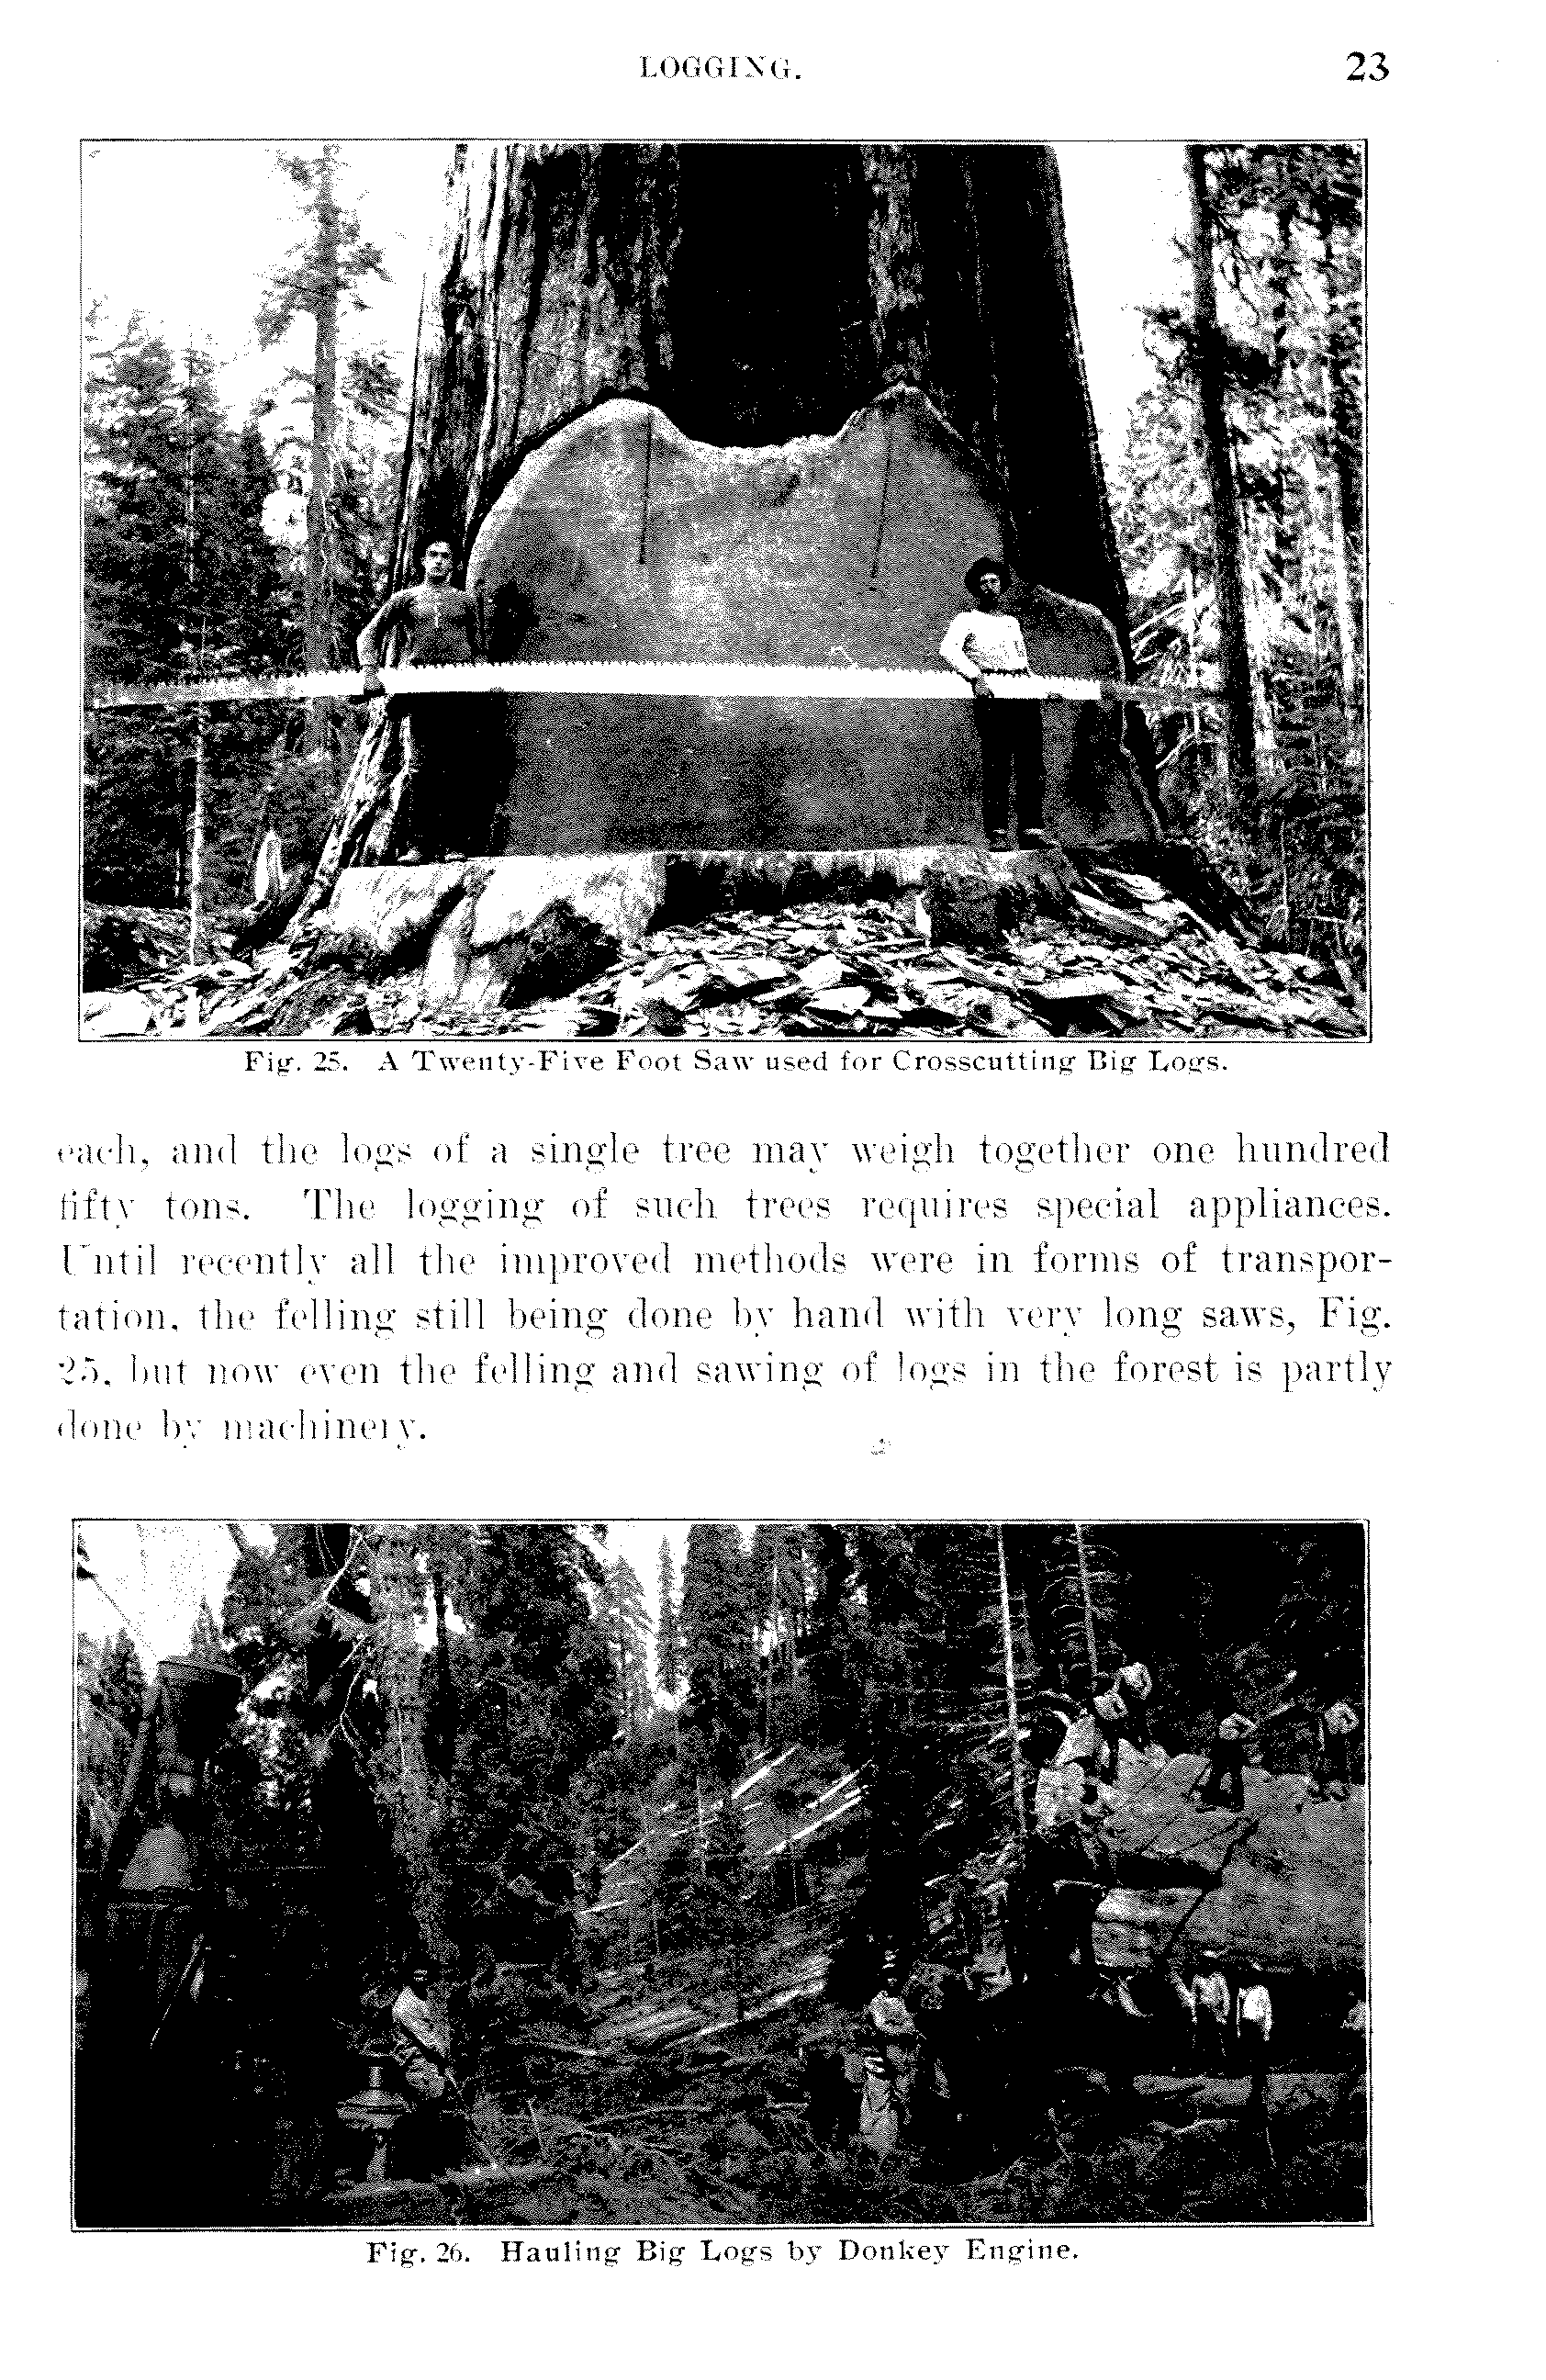 LOGGING. 23
Fig. 25. A Twenty-Five Foot Saw used for Crosscutting Big Logs.
each, and the logs of a single tree may weigh together one hundred
fifty tons. The logging of such trees requires special appliances.
Until recently all the improved methods were in forms of transpor-
tation, the felling still being done by hand with very long saws, Fig.
25, but now even the felling and sawing of logs in the forest is partly
done by machinery.
Fig. 26. Hauling Big Logs by Donkey Engine.